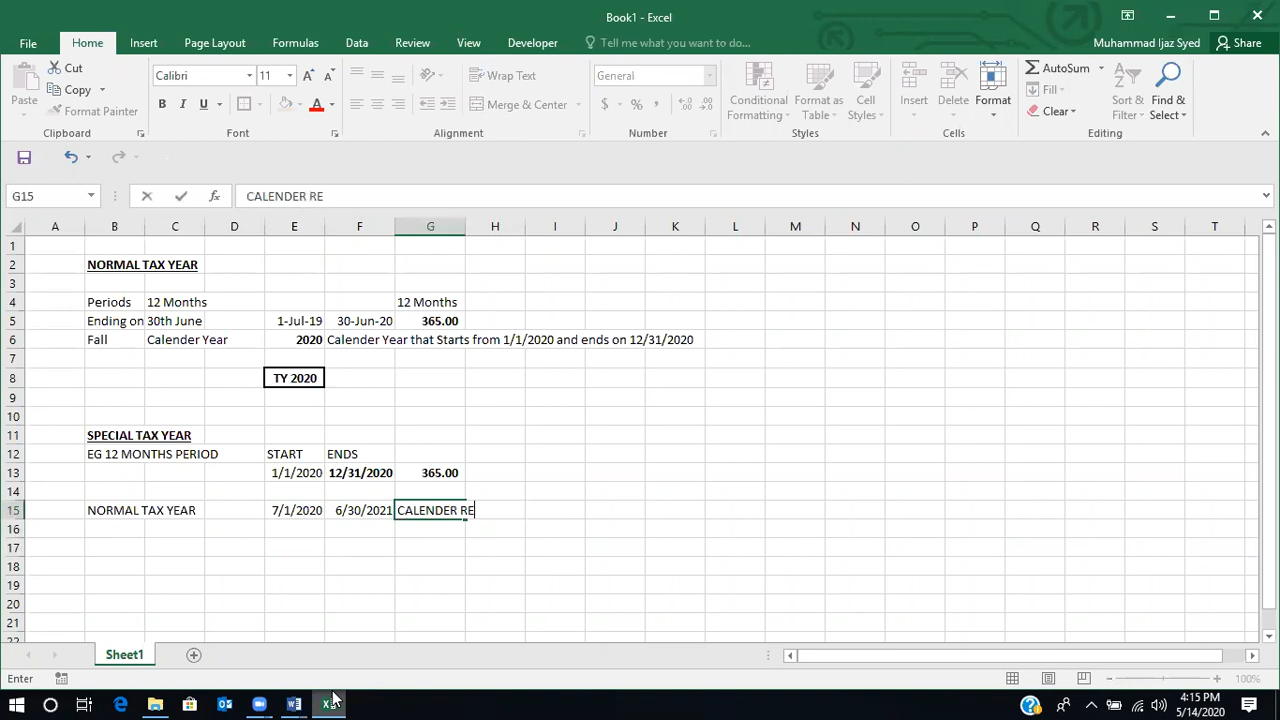 Book1 - Excel
File Home Insert Page Layout Formulas Data Review View Developer Tell me what you want to do... Muhammad Ijaz Syed Share
Paste Cut Copy Format Painter Clipboard
Calibri 11 B I U A Font
Wrap Text Merge & Center Alignment
General $ % , Number
Conditional Formatting Format as Table Cell Styles Styles
Insert Delete Format Cells
AutoSum Fill Clear Sort & Filter Find & Select Editing
G15 fx CALENDER RE
A B C D E F G H I J K L M N O P Q R S T
1
2 NORMAL TAX YEAR
3
4 Periods 12 Months 12 Months
5 Ending on 30th June 1-Jul-19 30-Jun-20 365.00
6 Fall Calender Year 2020 Calender Year that Starts from 1/1/2020 and ends on 12/31/2020
7
8 TY 2020
9
10
11 SPECIAL TAX YEAR
12 EG 12 MONTHS PERIOD START ENDS
13 1/1/2020 12/31/2020 365.00
14
15 NORMAL TAX YEAR 7/1/2020 6/30/2021 CALENDER RE
16
17
18
19
20
21
22
Sheet1
Enter 100%
4:15 PM
5/14/2020